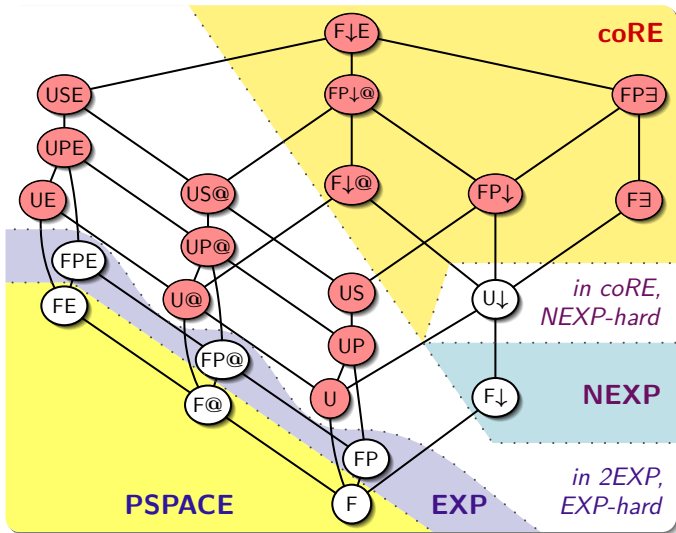 F↓E
coRE
USE
FP↓@
FP∃
UPE
US@
F↓@
FP↓
F∃
UE
UP@
FPE
U@
US
U↓
in coRE,
NEXP-hard
FE
UP
FP@
U
F↓
NEXP
F@
FP
in 2EXP,
EXP-hard
F
PSPACE
EXP